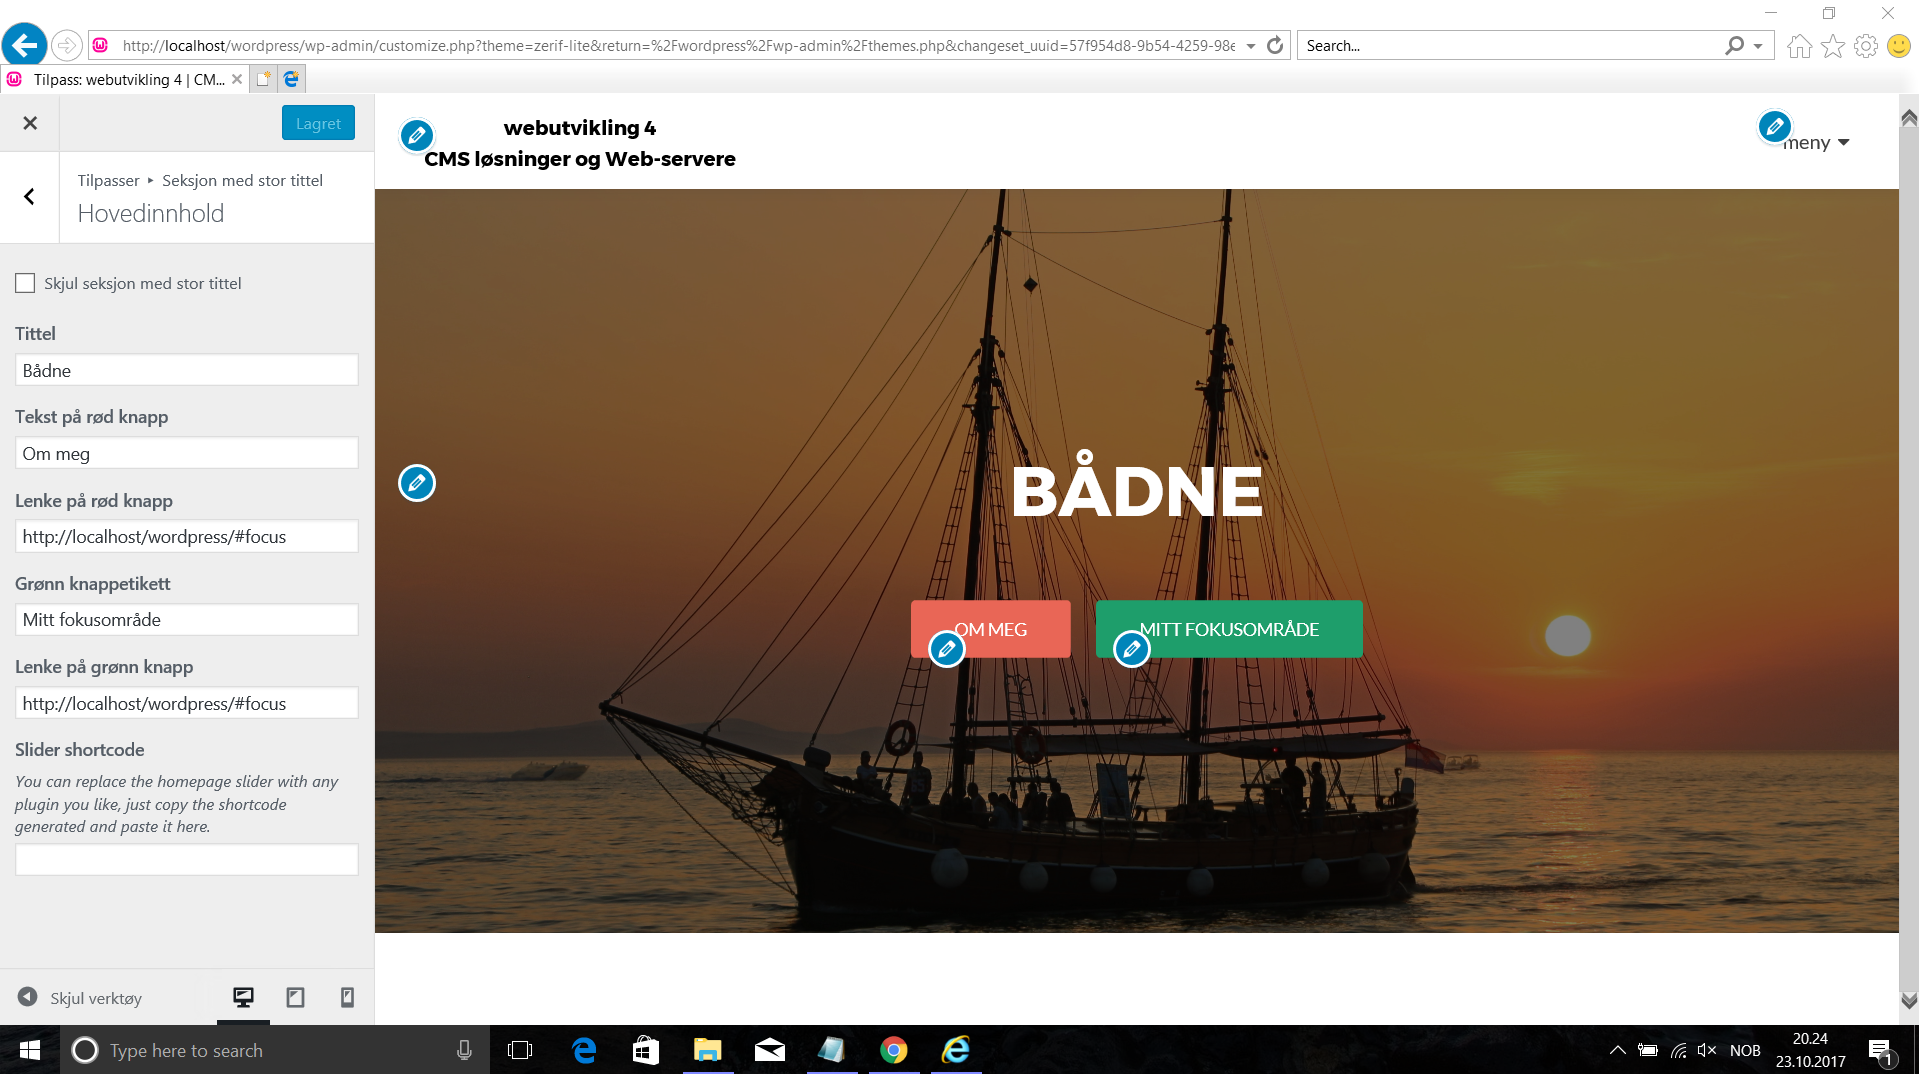 http://localhost/wordpress/wp-admin/customize.php?theme=zerif-lite&return=%2Fwordpress%2Fwp-admin%2Fthemes.php&changeset_uuid=57f954d8-9b54-4259-98e
Search...
Tilpass: webutvikling 4 | CM...
Lagret
Tilpasser ▸ Seksjon med stor tittel
Hovedinnhold
Skjul seksjon med stor tittel
Tittel
Bådne
Tekst på rød knapp
Om meg
Lenke på rød knapp
http://localhost/wordpress/#focus
Grønn knappetikett
Mitt fokusområde
Lenke på grønn knapp
http://localhost/wordpress/#focus
Slider shortcode
You can replace the homepage slider with any
plugin you like, just copy the shortcode
generated and paste it here.
Skjul verktøy
webutvikling 4
CMS løsninger og Web-servere
meny
BÅDNE
OM MEG
MITT FOKUSOMRÅDE
Type here to search
NOB
20.24
23.10.2017
1